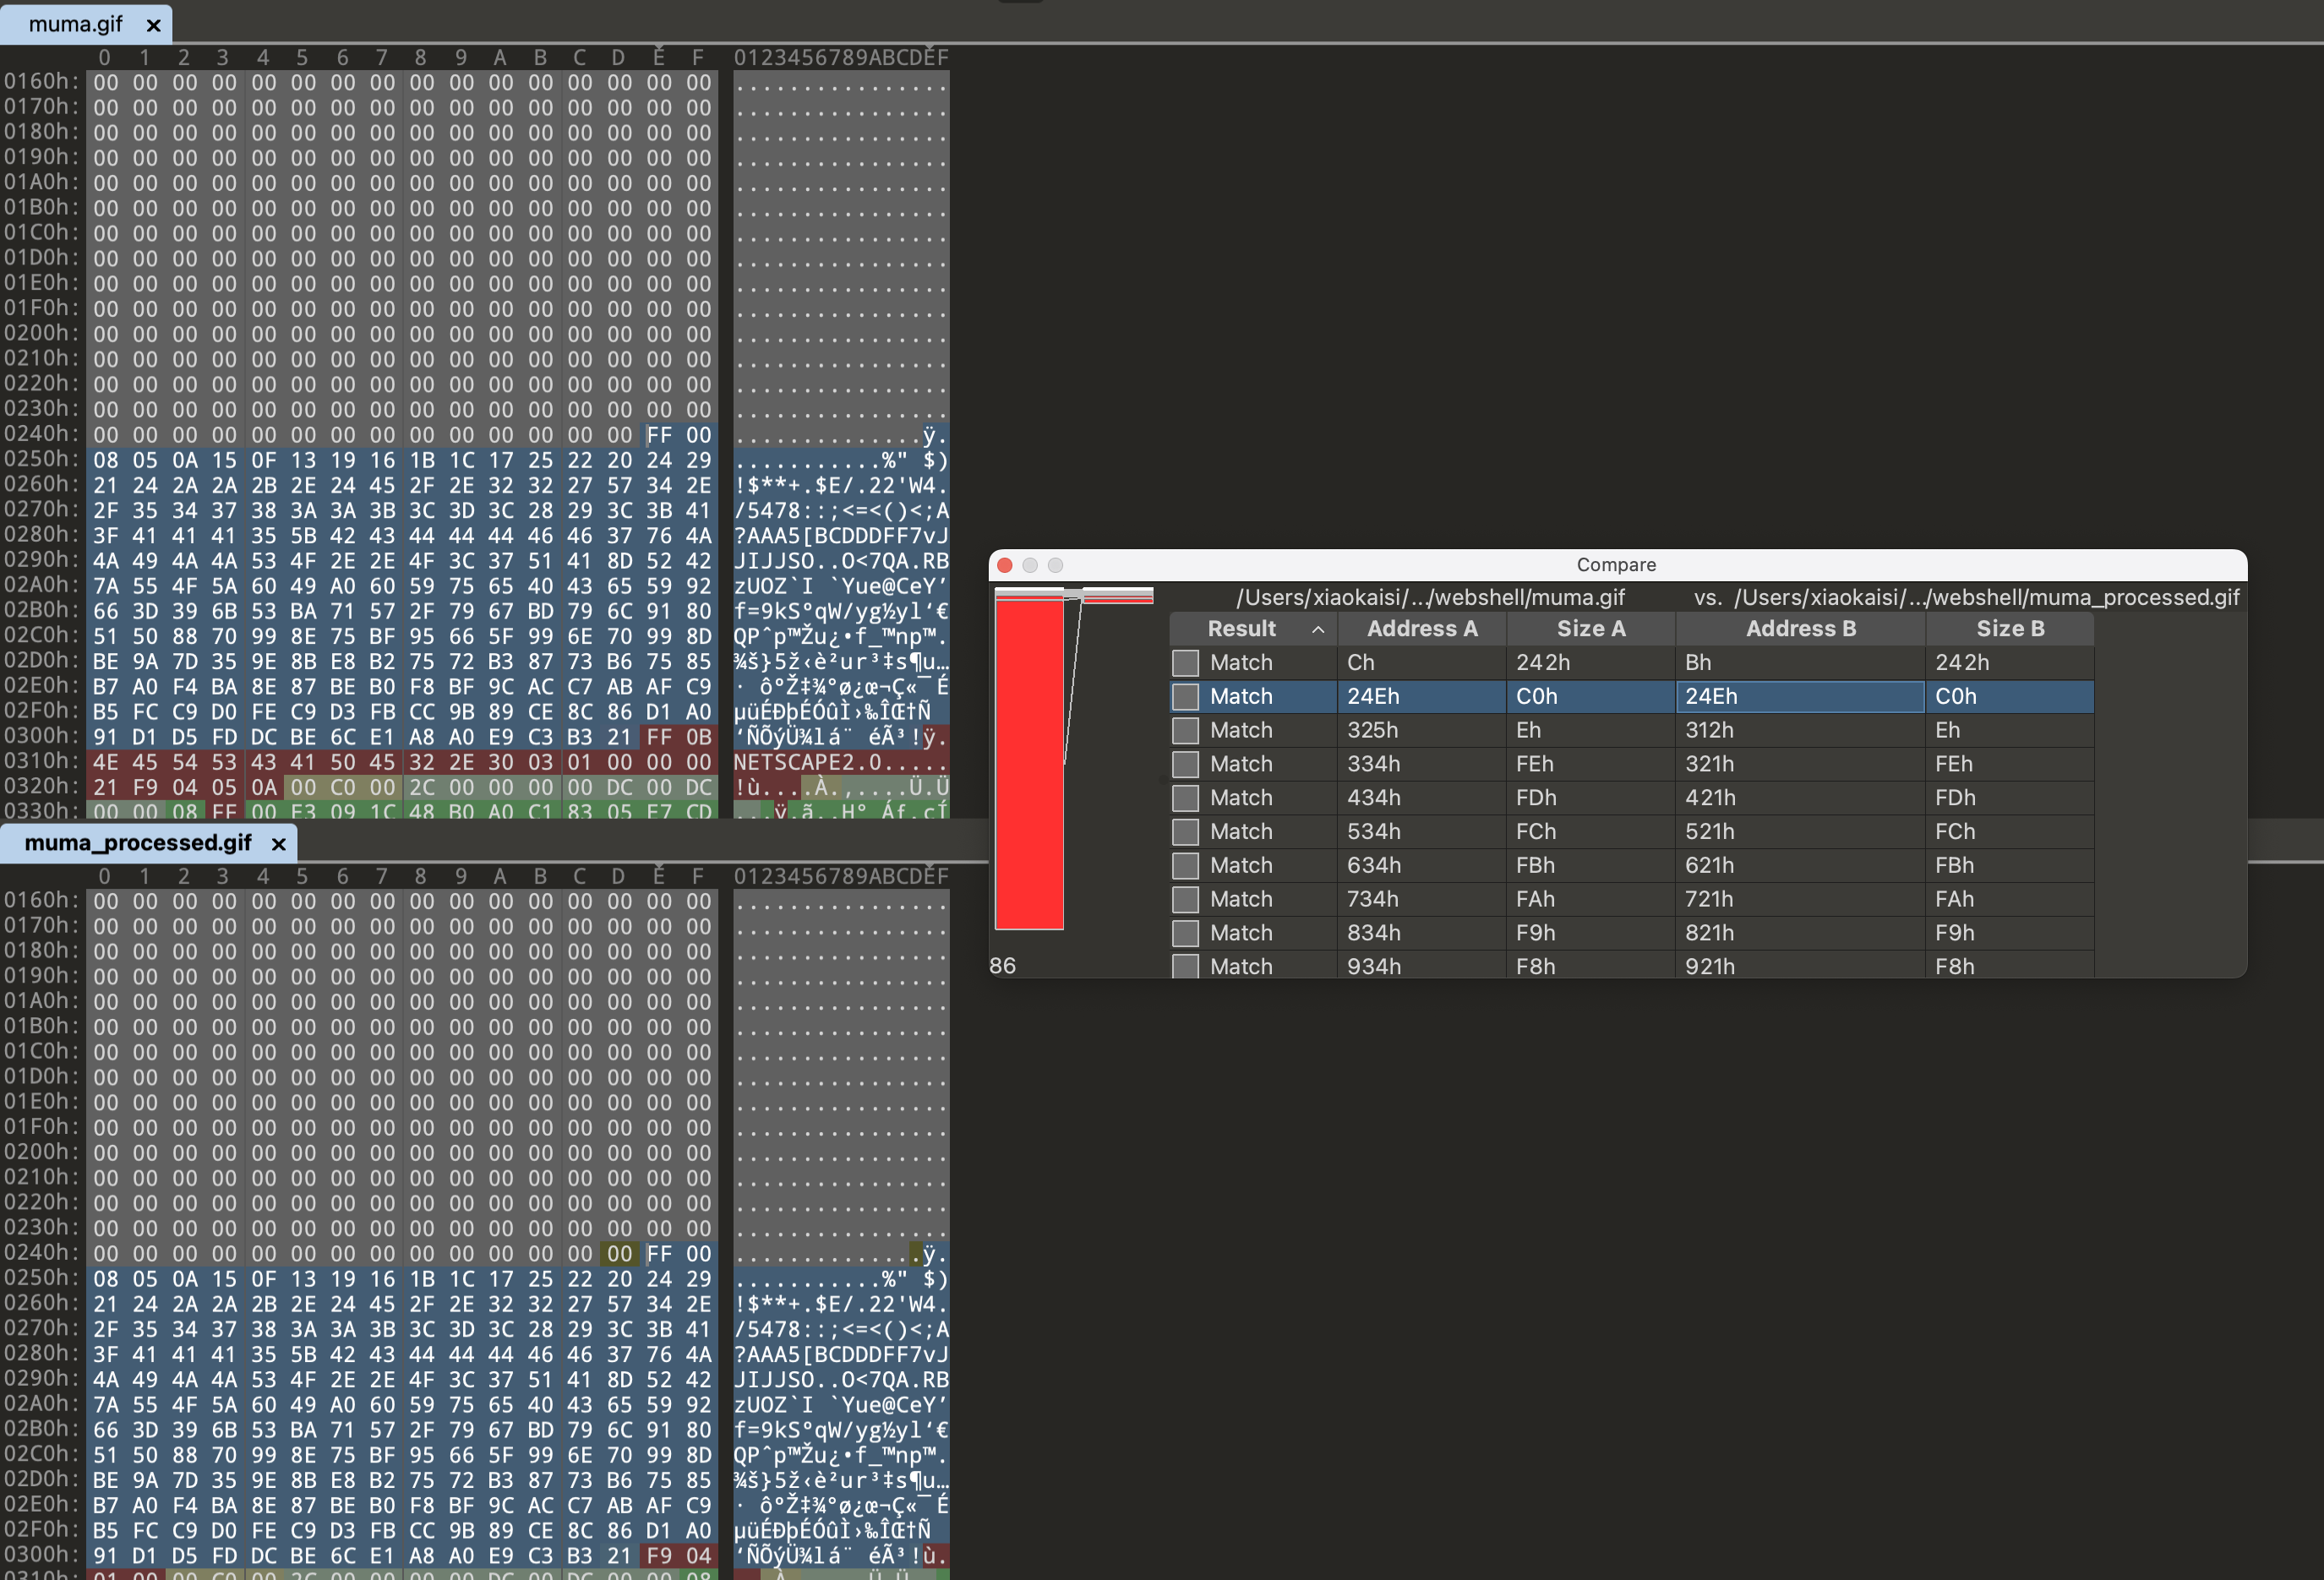 muma.gif ×
0 1 2 3 4 5 6 7 8 9 A B C D E F 0123456789ABCDEF
0160h: 00 00 00 00 00 00 00 00 00 00 00 00 00 00 00 00 ................
0170h: 00 00 00 00 00 00 00 00 00 00 00 00 00 00 00 00 ................
0180h: 00 00 00 00 00 00 00 00 00 00 00 00 00 00 00 00 ................
0190h: 00 00 00 00 00 00 00 00 00 00 00 00 00 00 00 00 ................
01A0h: 00 00 00 00 00 00 00 00 00 00 00 00 00 00 00 00 ................
01B0h: 00 00 00 00 00 00 00 00 00 00 00 00 00 00 00 00 ................
01C0h: 00 00 00 00 00 00 00 00 00 00 00 00 00 00 00 00 ................
01D0h: 00 00 00 00 00 00 00 00 00 00 00 00 00 00 00 00 ................
01E0h: 00 00 00 00 00 00 00 00 00 00 00 00 00 00 00 00 ................
01F0h: 00 00 00 00 00 00 00 00 00 00 00 00 00 00 00 00 ................
0200h: 00 00 00 00 00 00 00 00 00 00 00 00 00 00 00 00 ................
0210h: 00 00 00 00 00 00 00 00 00 00 00 00 00 00 00 00 ................
0220h: 00 00 00 00 00 00 00 00 00 00 00 00 00 00 00 00 ................
0230h: 00 00 00 00 00 00 00 00 00 00 00 00 00 00 00 00 ................
0240h: 00 00 00 00 00 00 00 00 00 00 00 00 00 00 FF 00 ..............ÿ.
0250h: 08 05 0A 15 0F 13 19 16 1B 1C 17 25 22 20 24 29 ...........%" $)
0260h: 21 24 2A 2A 2B 2E 24 45 2F 2E 32 32 27 57 34 2E !$**+.$E/.22'W4.
0270h: 2F 35 34 37 38 3A 3A 3B 3C 3D 3C 28 29 3C 3B 41 /5478::;<=<()<;A
0280h: 3F 41 41 41 35 5B 42 43 44 44 44 46 46 37 76 4A ?AAA5[BCDDDFF7vJ
0290h: 4A 49 4A 4A 53 4F 2E 2E 4F 3C 37 51 41 8D 52 42 JIJJSO..O<7QA.RB
02A0h: 7A 55 4F 5A 60 49 A0 60 59 75 65 40 43 65 59 92 zUOZ`I `Yue@CeY’
02B0h: 66 3D 39 6B 53 BA 71 57 2F 79 67 BD 79 6C 91 80 f=9kSºqW/yg½yl‘€
02C0h: 51 50 88 70 99 8E 75 BF 95 66 5F 99 6E 70 99 8D QPˆp™Žu¿•f_™np™.
02D0h: BE 9A 7D 35 9E 8B E8 B2 75 72 B3 87 73 B6 75 85 ¾š}5ž‹è²ur³‡s¶u…
02E0h: B7 A0 F4 BA 8E 87 BE B0 F8 BF 9C AC C7 AB AF C9 · ôºŽ‡¾°ø¿œ¬Ç«¯É
02F0h: B5 FC C9 D0 FE C9 D3 FB CC 9B 89 CE 8C 86 D1 A0 µüÉÐþÉÓûÌ›‰ÎŒ†Ñ
0300h: 91 D1 D5 FD DC BE 6C E1 A8 A0 E9 C3 B3 21 FF 0B ‘ÑÕýÜ¾lá¨ éÃ³!ÿ.
0310h: 4E 45 54 53 43 41 50 45 32 2E 30 03 01 00 00 00 NETSCAPE2.0.....
0320h: 21 F9 04 05 0A 00 C0 00 2C 00 00 00 00 DC 00 DC !ù....À.,....Ü.Ü
0330h: 00 00 08 FF 00 E3 09 1C 48 B0 A0 C1 83 05 E7 CD ...ÿ.ã..H° Áƒ.çÍ
Compare
/Users/xiaokaisi/.../webshell/muma.gif vs. /Users/xiaokaisi/.../webshell/muma_processed.gif
Result Address A Size A Address B Size B
Match Ch 242h Bh 242h
Match 24Eh C0h 24Eh C0h
Match 325h Eh 312h Eh
Match 334h FEh 321h FEh
Match 434h FDh 421h FDh
Match 534h FCh 521h FCh
Match 634h FBh 621h FBh
Match 734h FAh 721h FAh
Match 834h F9h 821h F9h
Match 934h F8h 921h F8h
86
muma_processed.gif ×
0 1 2 3 4 5 6 7 8 9 A B C D E F 0123456789ABCDEF
0160h: 00 00 00 00 00 00 00 00 00 00 00 00 00 00 00 00 ................
0170h: 00 00 00 00 00 00 00 00 00 00 00 00 00 00 00 00 ................
0180h: 00 00 00 00 00 00 00 00 00 00 00 00 00 00 00 00 ................
0190h: 00 00 00 00 00 00 00 00 00 00 00 00 00 00 00 00 ................
01A0h: 00 00 00 00 00 00 00 00 00 00 00 00 00 00 00 00 ................
01B0h: 00 00 00 00 00 00 00 00 00 00 00 00 00 00 00 00 ................
01C0h: 00 00 00 00 00 00 00 00 00 00 00 00 00 00 00 00 ................
01D0h: 00 00 00 00 00 00 00 00 00 00 00 00 00 00 00 00 ................
01E0h: 00 00 00 00 00 00 00 00 00 00 00 00 00 00 00 00 ................
01F0h: 00 00 00 00 00 00 00 00 00 00 00 00 00 00 00 00 ................
0200h: 00 00 00 00 00 00 00 00 00 00 00 00 00 00 00 00 ................
0210h: 00 00 00 00 00 00 00 00 00 00 00 00 00 00 00 00 ................
0220h: 00 00 00 00 00 00 00 00 00 00 00 00 00 00 00 00 ................
0230h: 00 00 00 00 00 00 00 00 00 00 00 00 00 00 00 00 ................
0240h: 00 00 00 00 00 00 00 00 00 00 00 00 00 00 FF 00 ..............ÿ.
0250h: 08 05 0A 15 0F 13 19 16 1B 1C 17 25 22 20 24 29 ...........%" $)
0260h: 21 24 2A 2A 2B 2E 24 45 2F 2E 32 32 27 57 34 2E !$**+.$E/.22'W4.
0270h: 2F 35 34 37 38 3A 3A 3B 3C 3D 3C 28 29 3C 3B 41 /5478::;<=<()<;A
0280h: 3F 41 41 41 35 5B 42 43 44 44 44 46 46 37 76 4A ?AAA5[BCDDDFF7vJ
0290h: 4A 49 4A 4A 53 4F 2E 2E 4F 3C 37 51 41 8D 52 42 JIJJSO..O<7QA.RB
02A0h: 7A 55 4F 5A 60 49 A0 60 59 75 65 40 43 65 59 92 zUOZ`I `Yue@CeY’
02B0h: 66 3D 39 6B 53 BA 71 57 2F 79 67 BD 79 6C 91 80 f=9kSºqW/yg½yl‘€
02C0h: 51 50 88 70 99 8E 75 BF 95 66 5F 99 6E 70 99 8D QPˆp™Žu¿•f_™np™.
02D0h: BE 9A 7D 35 9E 8B E8 B2 75 72 B3 87 73 B6 75 85 ¾š}5ž‹è²ur³‡s¶u…
02E0h: B7 A0 F4 BA 8E 87 BE B0 F8 BF 9C AC C7 AB AF C9 · ôºŽ‡¾°ø¿œ¬Ç«¯É
02F0h: B5 FC C9 D0 FE C9 D3 FB CC 9B 89 CE 8C 86 D1 A0 µüÉÐþÉÓûÌ›‰ÎŒ†Ñ
0300h: 91 D1 D5 FD DC BE 6C E1 A8 A0 E9 C3 B3 21 F9 04 ‘ÑÕýÜ¾lá¨ éÃ³!ù.